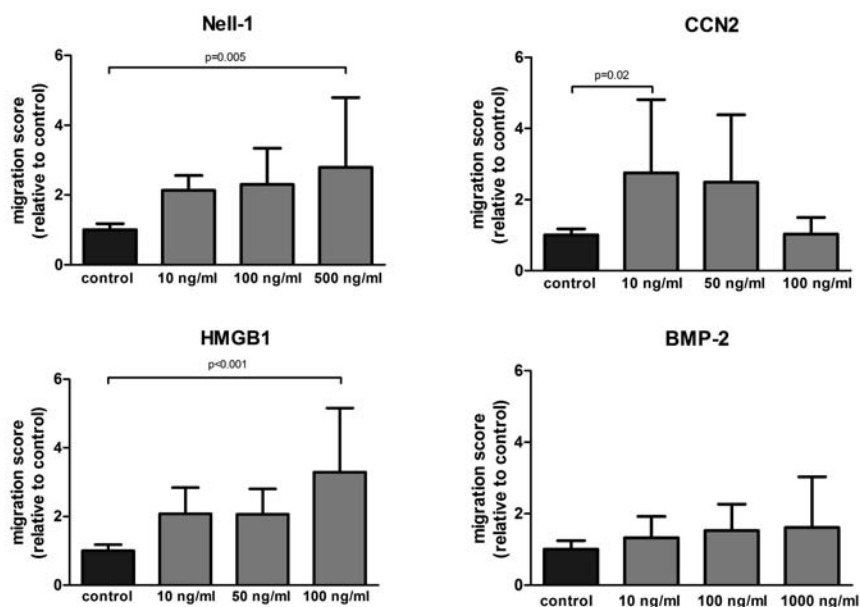 Nell-1
p=0.005
migration score
(relative to control)
6
4
2
0
control 10 ng/ml 100 ng/ml 500 ng/ml
CCN2
p=0.02
migration score
(relative to control)
6
4
2
0
control 10 ng/ml 50 ng/ml 100 ng/ml
HMGB1
p<0.001
migration score
(relative to control)
6
4
2
0
control 10 ng/ml 50 ng/ml 100 ng/ml
BMP-2
migration score
(relative to control)
6
4
2
0
control 10 ng/ml 100 ng/ml 1000 ng/ml